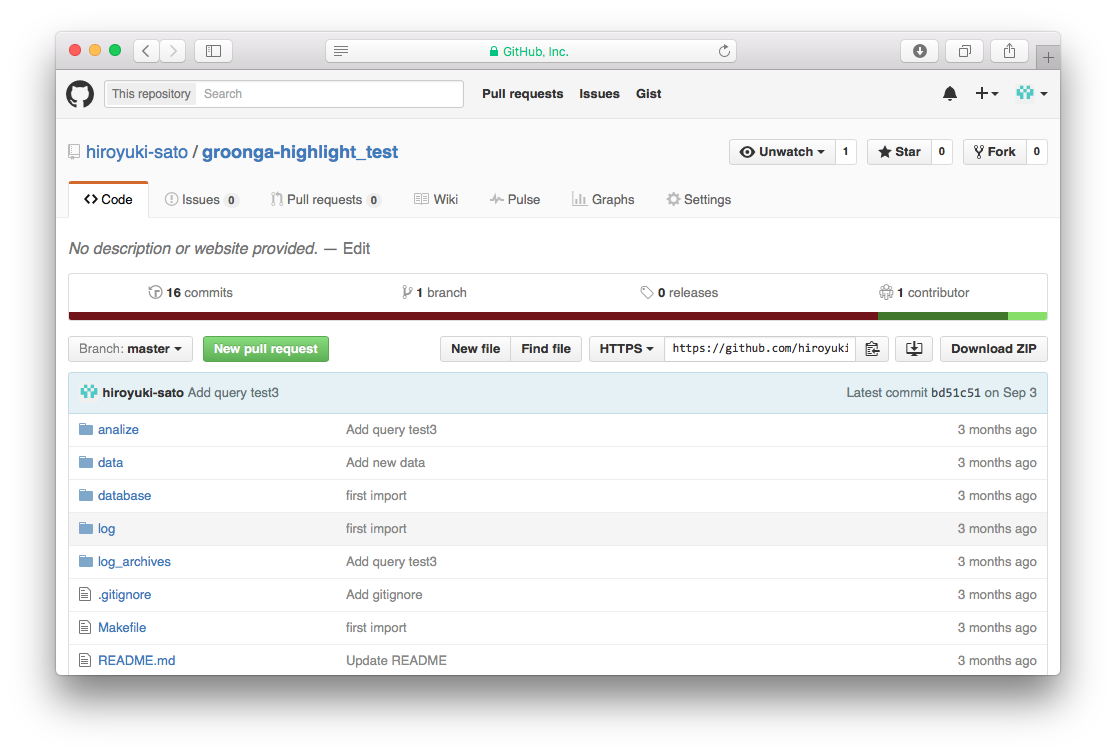 GitHub, Inc.
This repository Search Pull requests Issues Gist
hiroyuki-sato / groonga-highlight_test Unwatch 1 Star 0 Fork 0
Code Issues 0 Pull requests 0 Wiki Pulse Graphs Settings
No description or website provided. — Edit
16 commits 1 branch 0 releases 1 contributor
Branch: master New pull request New file Find file HTTPS https://github.com/hiroyuki Download ZIP
hiroyuki-sato Add query test3 Latest commit bd51c51 on Sep 3
analize Add query test3 3 months ago
data Add new data 3 months ago
database first import 3 months ago
log first import 3 months ago
log_archives Add query test3 3 months ago
.gitignore Add gitignore 3 months ago
Makefile first import 3 months ago
README.md Update README 3 months ago